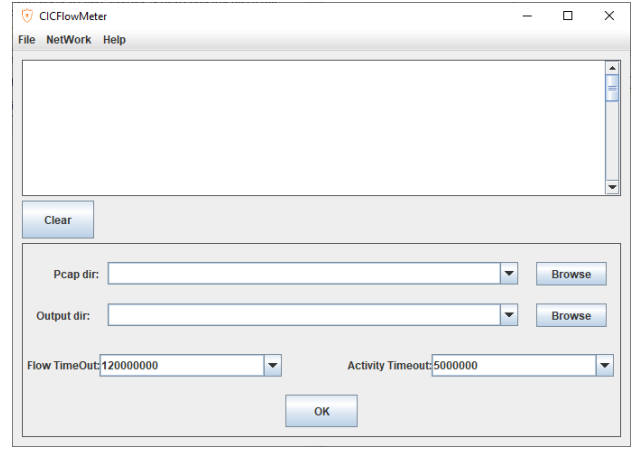 CICFlowMeter
File NetWork Help
Clear
Pcap dir: Browse
Output dir: Browse
Flow TimeOut: 120000000 Activity Timeout: 5000000
OK